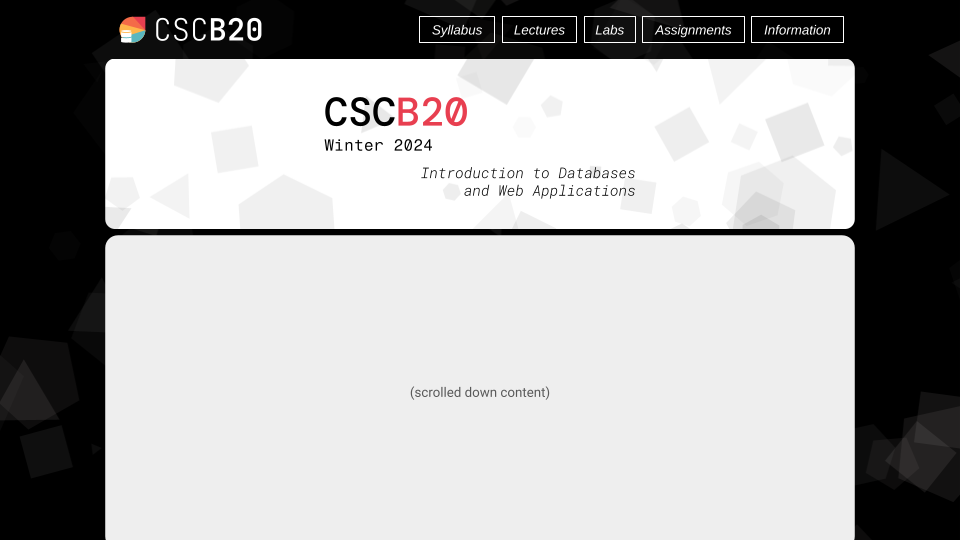 CSCB20
Syllabus
Lectures
Labs
Assignments
Information
CSCB20
Winter 2024
Introduction to Databases
and Web Applications
(scrolled down content)